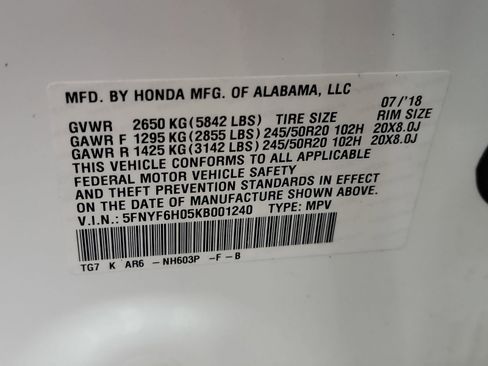 MFD. BY HONDA MFG. OF ALABAMA, LLC
07/'18
GVWR 2650 KG (5842 LBS) TIRE SIZE RIM SIZE
GAWR F 1295 KG (2855 LBS) 245/50R20 102H 20X8.0J
GAWR R 1425 KG (3142 LBS) 245/50R20 102H 20X8.0J
THIS VEHICLE CONFORMS TO ALL APPLICABLE
FEDERAL MOTOR VEHICLE SAFETY
AND THEFT PREVENTION STANDARDS IN EFFECT
ON THE DATE OF MANUFACTURE SHOWN ABOVE.
V.I.N.: 5FNYF6H05KB001240 TYPE: MPV
TG7 K AR6 -NH603P -F-B